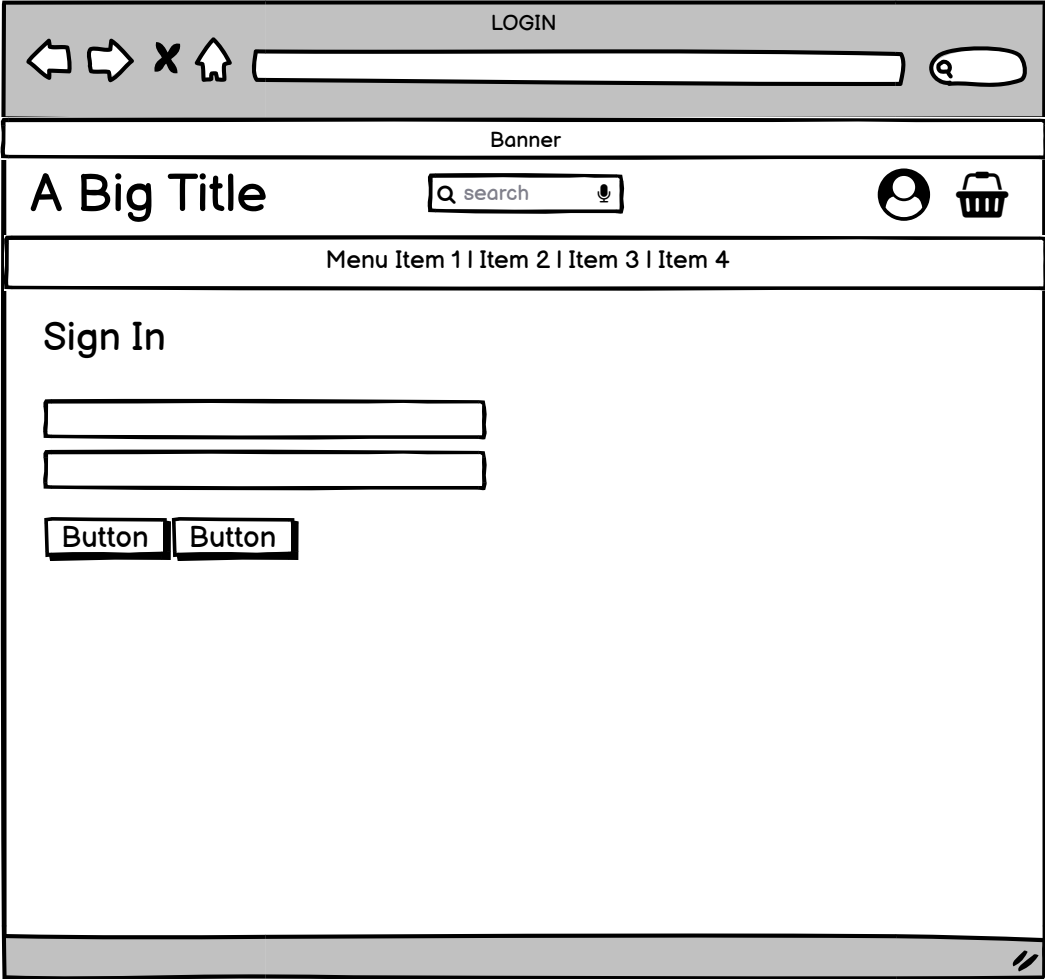 LOGIN
Banner
A Big Title
search
Menu Item 1 | Item 2 | Item 3 | Item 4
Sign In
Button Button